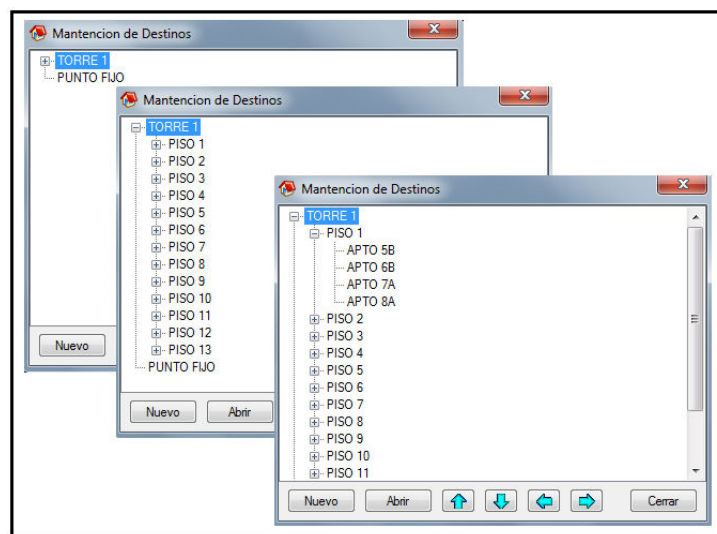 Mantencion de Destinos
X
TORRE 1
PUNTO FIJO
Nuevo
Mantencion de Destinos
X
TORRE 1
PISO 1
PISO 2
PISO 3
PISO 4
PISO 5
PISO 6
PISO 7
PISO 8
PISO 9
PISO 10
PISO 11
PISO 12
PISO 13
PUNTO FIJO
Nuevo Abrir
Mantencion de Destinos
X
TORRE 1
PISO 1
APTO 5B
APTO 6B
APTO 7A
APTO 8A
PISO 2
PISO 3
PISO 4
PISO 5
PISO 6
PISO 7
PISO 8
PISO 9
PISO 10
PISO 11
Nuevo Abrir Cerrar